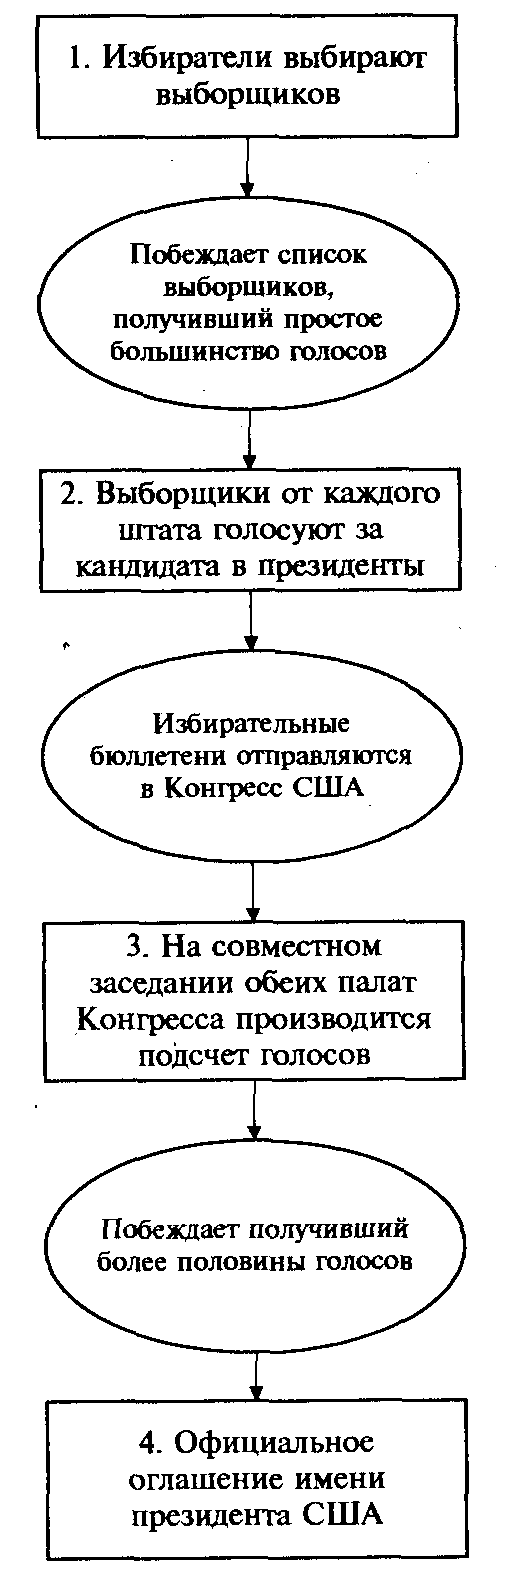 1. Избиратели выбирают
выборщиков
Побеждает список
выборщиков,
получивший простое
большинство голосов
2. Выборщики от каждого
штата голосуют за
кандидата в президенты
Избирательные
бюллетени отправляются
в Конгресс США
3. На совместном
заседании обеих палат
Конгресса производится
подсчет голосов
Побеждает получивший
более половины голосов
4. Официальное
оглашение имени
президента США